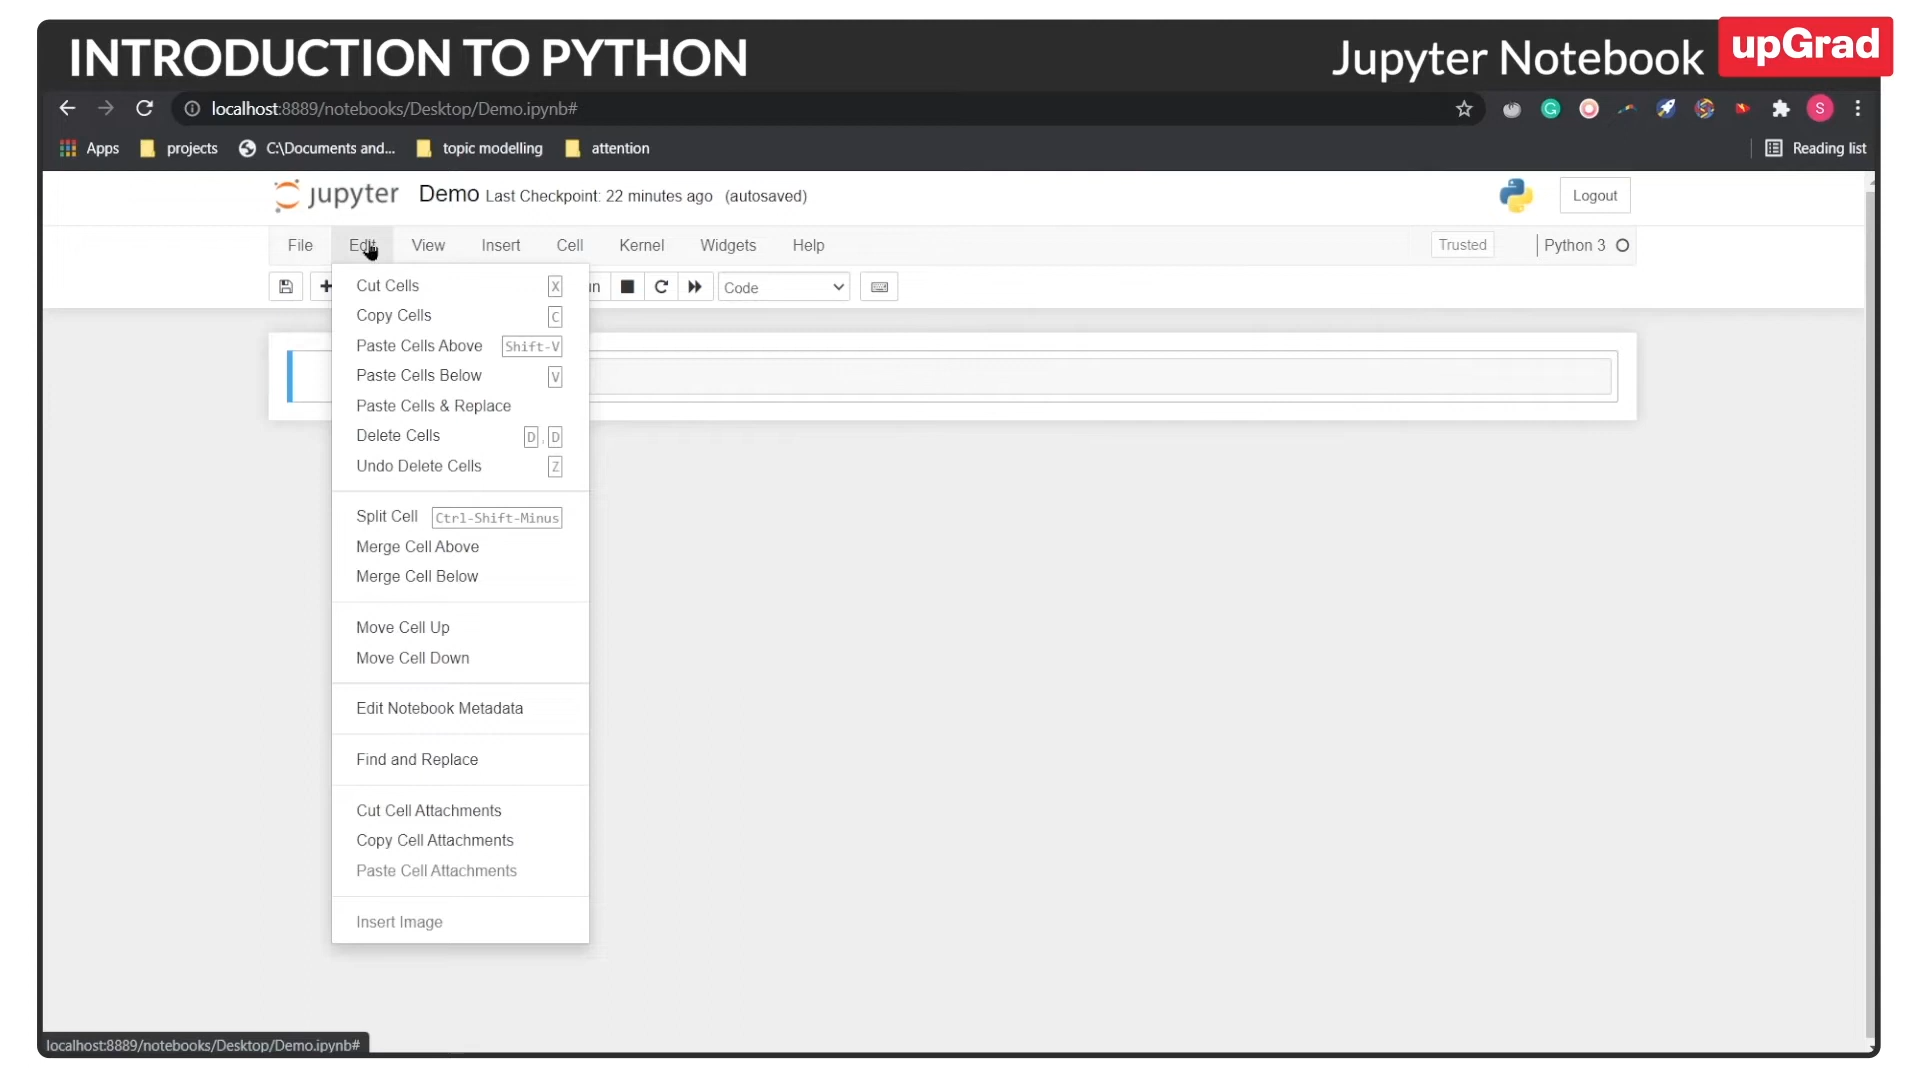 INTRODUCTION TO PYTHON
Jupyter Notebook
upGrad
localhost:8889/notebooks/Desktop/Demo.ipynb#
S
Apps
projects
C:\Documents and...
topic modelling
attention
Reading list
jupyter
Demo Last Checkpoint: 22 minutes ago (autosaved)
Logout
File
Edit
View
Insert
Cell
Kernel
Widgets
Help
Trusted
Python 3
Code
Cut Cells X
Copy Cells C
Paste Cells Above Shift-V
Paste Cells Below V
Paste Cells & Replace
Delete Cells D,D
Undo Delete Cells Z
Split Cell Ctrl-Shift-Minus
Merge Cell Above
Merge Cell Below
Move Cell Up
Move Cell Down
Edit Notebook Metadata
Find and Replace
Cut Cell Attachments
Copy Cell Attachments
Paste Cell Attachments
Insert Image
localhost:8889/notebooks/Desktop/Demo.ipynb#